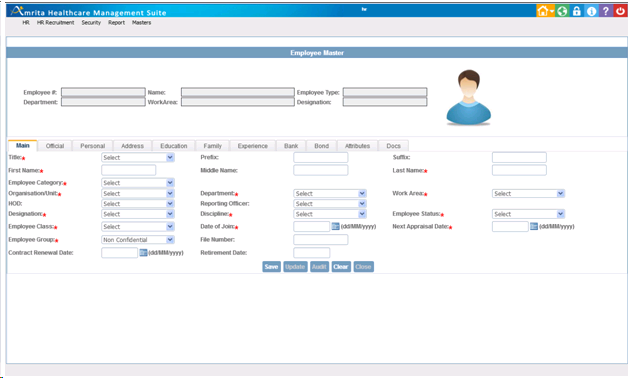 Amrita Healthcare Management Suite
hr
HR HR Recruitment Security Report Masters
Employee Master
Employee #: Name: Employee Type:
Department: WorkArea: Designation:
Main Official Personal Address Education Family Experience Bank Bond Attributes Docs
Title:* Select Prefix: Suffix:
First Name:* Middle Name: Last Name:*
Employee Category:* Select
Organisation/Unit:* Select Department:* Select Work Area:* Select
HOD: Select Reporting Officer: Select
Designation:* Select Discipline:* Select Employee Status:* Select
Employee Class:* Select Date of Join:* (dd/MM/yyyy) Next Appraisal Date:* (dd/MM/yyyy)
Employee Group:* Non Confidential File Number:
Contract Renewal Date: (dd/MM/yyyy) Retirement Date:
Save Update Audit Clear Close